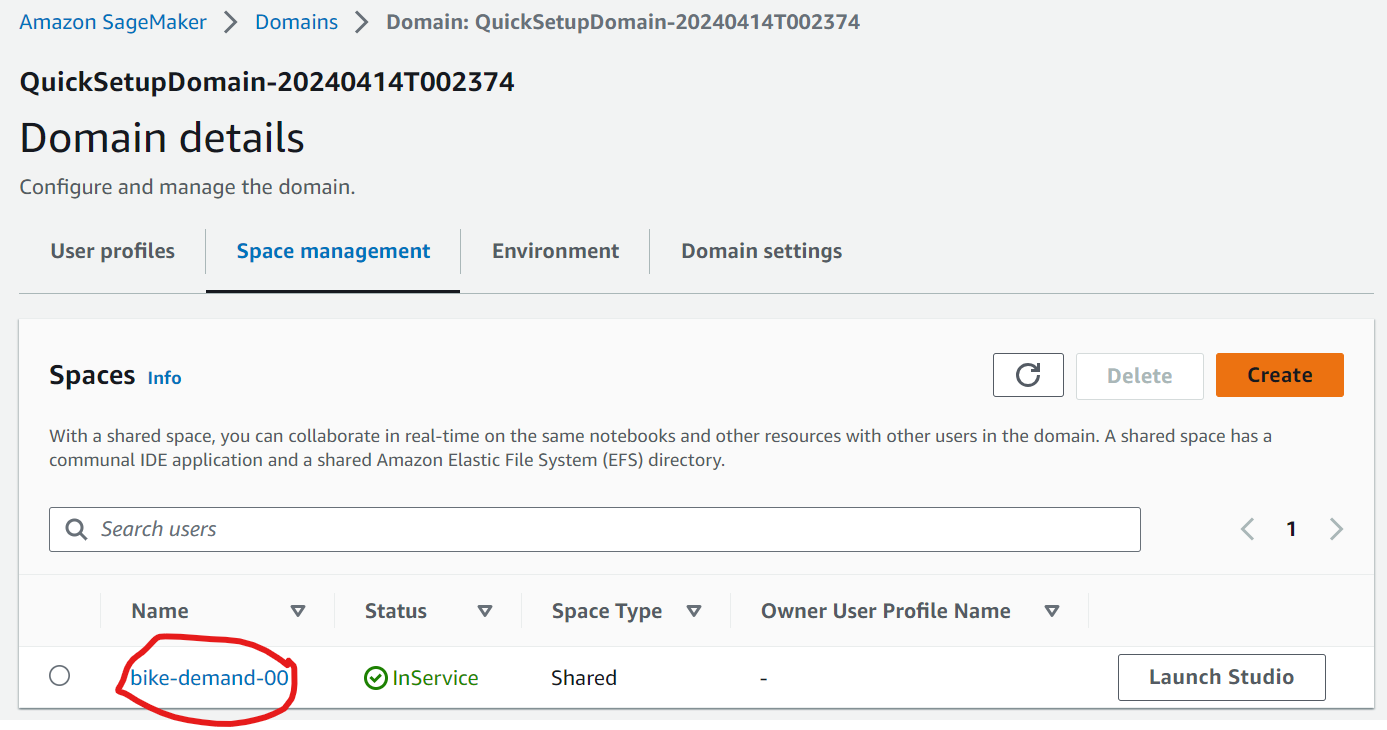 Amazon SageMaker > Domains > Domain: QuickSetupDomain-20240414T002374
QuickSetupDomain-20240414T002374
Domain details
Configure and manage the domain.
User profiles Space management Environment Domain settings
Spaces Info Delete Create
With a shared space, you can collaborate in real-time on the same notebooks and other resources with other users in the domain. A shared space has a
communal IDE application and a shared Amazon Elastic File System (EFS) directory.
Search users 1
Name Status Space Type Owner User Profile Name
bike-demand-00 InService Shared - Launch Studio